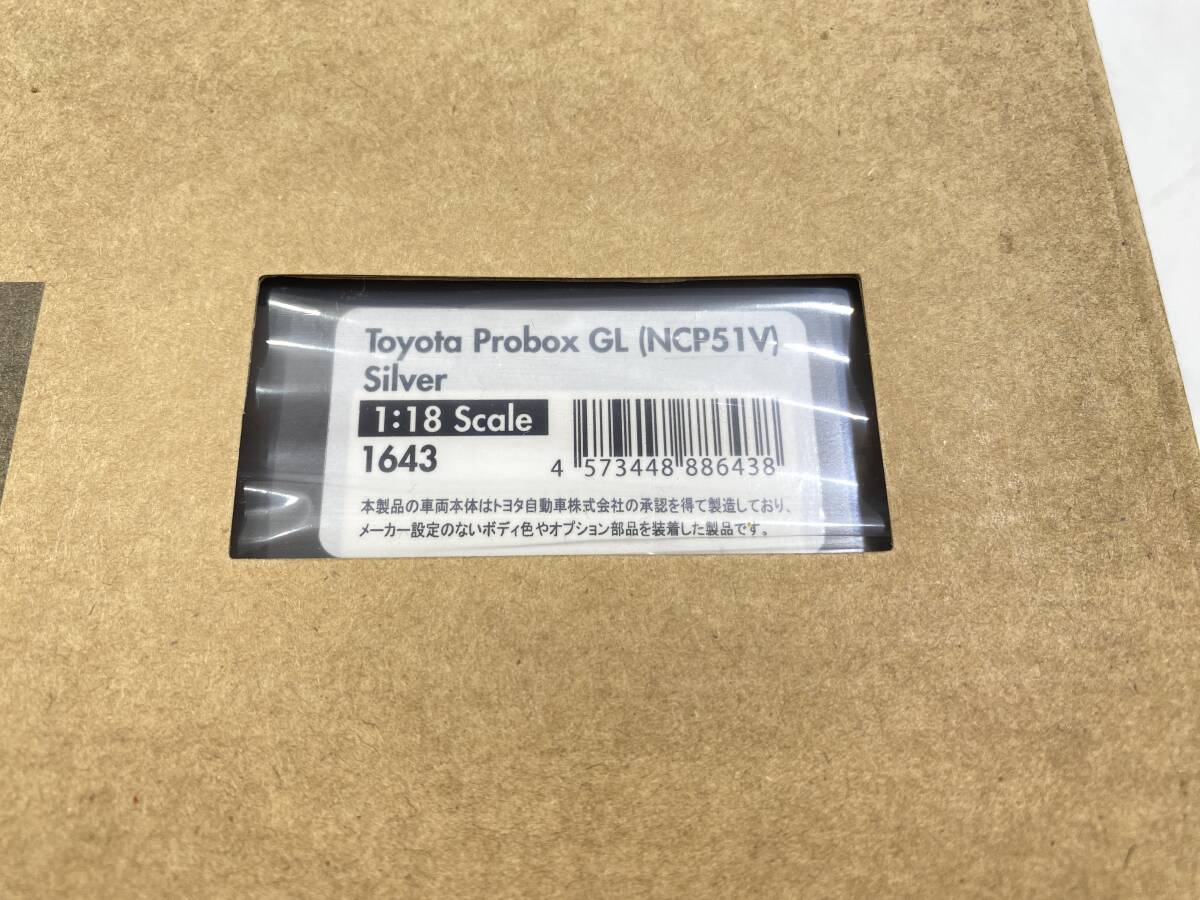 Toyota Probox GL (NCP51V)
Silver
1:18 Scale
1643
4 573448 886438
本製品の車両本体はトヨタ自動車株式会社の承認を得て製造しており、
メーカー設定のないボディ色やオプション部品を装着した製品です。